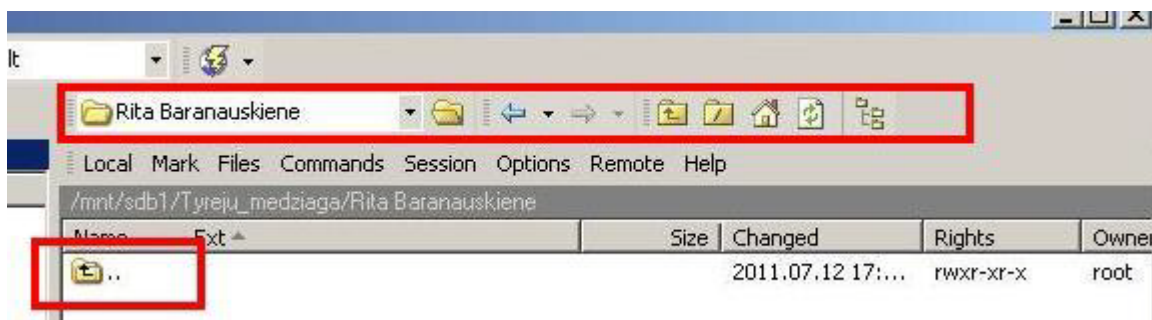 lt
Rita Baranauskiene
Local Mark Files Commands Session Options Remote Help
/mnt/sdb1/Tyreju_medziaga/Rita Baranauskiene
Name Ext Size Changed Rights Owner
.. 2011.07.12 17:... rwxr-xr-x root